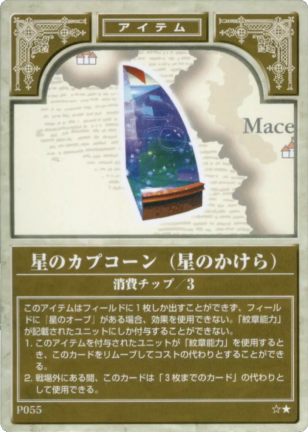 アイテム
Mace
星のカプコーン（星のかけら）
消費チップ／3
このアイテムはフィールドに1枚しか出すことができず、フィール
ドに「星のオーブ」がある場合、効果を使用できない。「紋章能力」
が記載されたユニットにしか付与することができない。
1. このアイテムを付与されたユニットが「紋章能力」を使用すると
き、このカードをリムーブしてコストの代わりとすることができ
る。
2. 戦場外にある間、このカードは「3枚までのカード」の代わりと
して使用できる。
P055
☆★